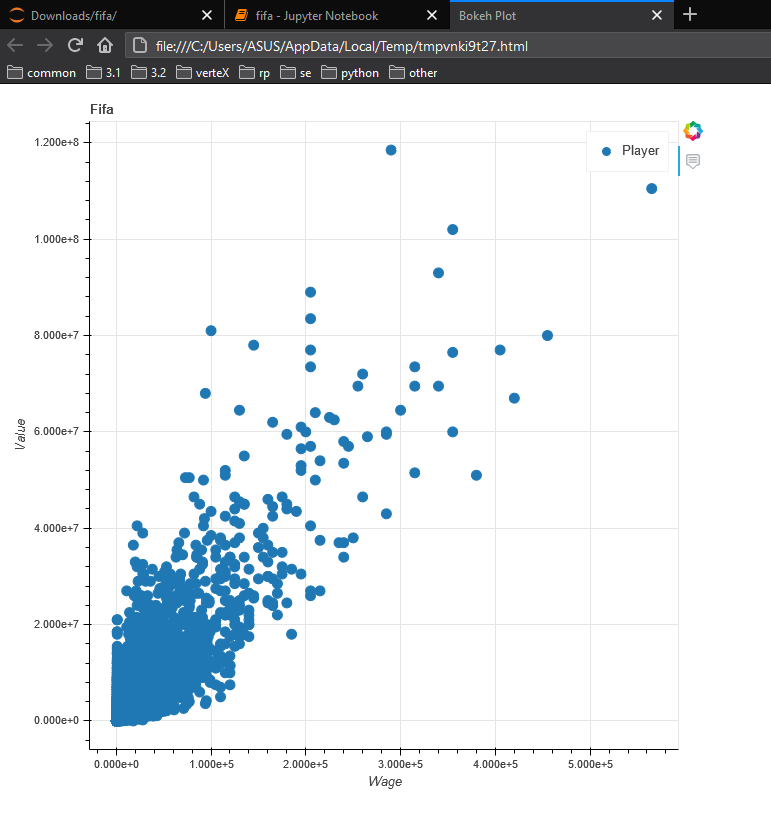 Downloads/fifa/
fifa - Jupyter Notebook
Bokeh Plot
file:///C:/Users/ASUS/AppData/Local/Temp/tmpvnki9t27.html
common
3.1
3.2
verteX
rp
se
python
other
Fifa
Player
1.200e+8
1.000e+8
8.000e+7
6.000e+7
4.000e+7
2.000e+7
0.000e+0
Value
0.000e+0
1.000e+5
2.000e+5
3.000e+5
4.000e+5
5.000e+5
Wage